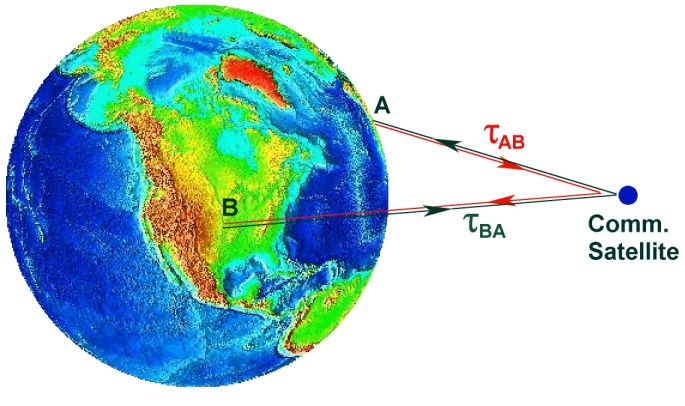 A
τAB
B
τBA
Comm.
Satellite